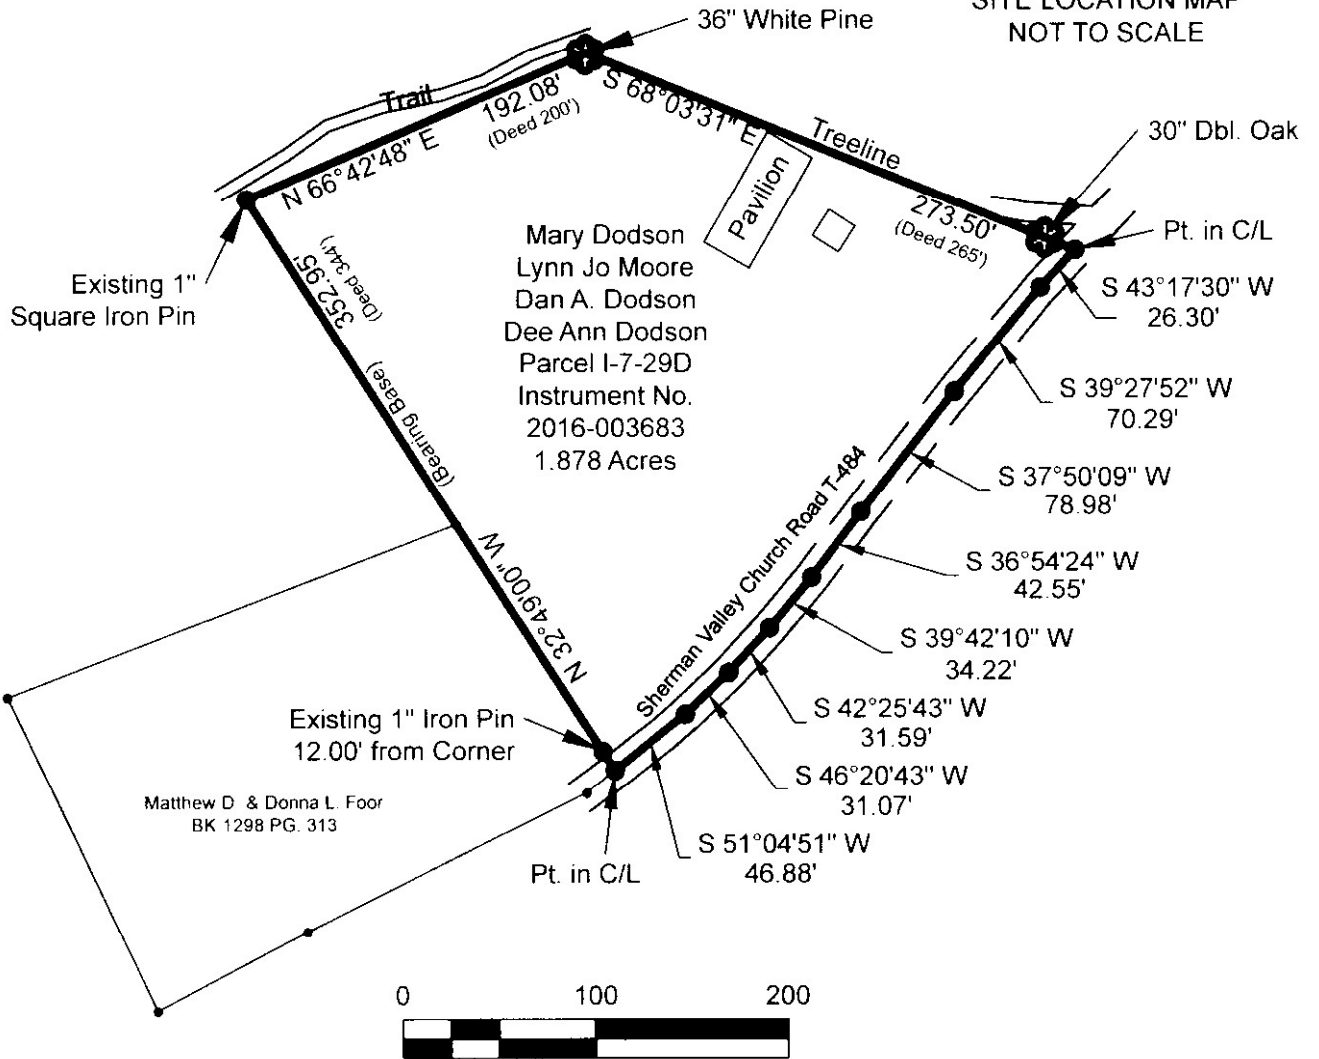 SITE LOCATION MAP
NOT TO SCALE
36" White Pine
Trail
192.08'
(Deed 200')
N 66°42'48" E
S 68°03'31" E
Treeline
30" Dbl. Oak
Pavilion
273.50'
(Deed 265')
Pt. in C/L
Existing 1"
Square Iron Pin
352.95'
(Deed 344')
(Bearing Base)
N 32°49'00" W
Mary Dodson
Lynn Jo Moore
Dan A. Dodson
Dee Ann Dodson
Parcel I-7-29D
Instrument No.
2016-003683
1.878 Acres
S 43°17'30" W
26.30'
S 39°27'52" W
70.29'
S 37°50'09" W
78.98'
S 36°54'24" W
42.55'
S 39°42'10" W
34.22'
S 42°25'43" W
31.59'
S 46°20'43" W
31.07'
S 51°04'51" W
46.88'
Sherman Valley Church Road T-484
Existing 1" Iron Pin
12.00' from Corner
Matthew D & Donna L. Foor
BK 1298 PG. 313
Pt. in C/L
0 100 200